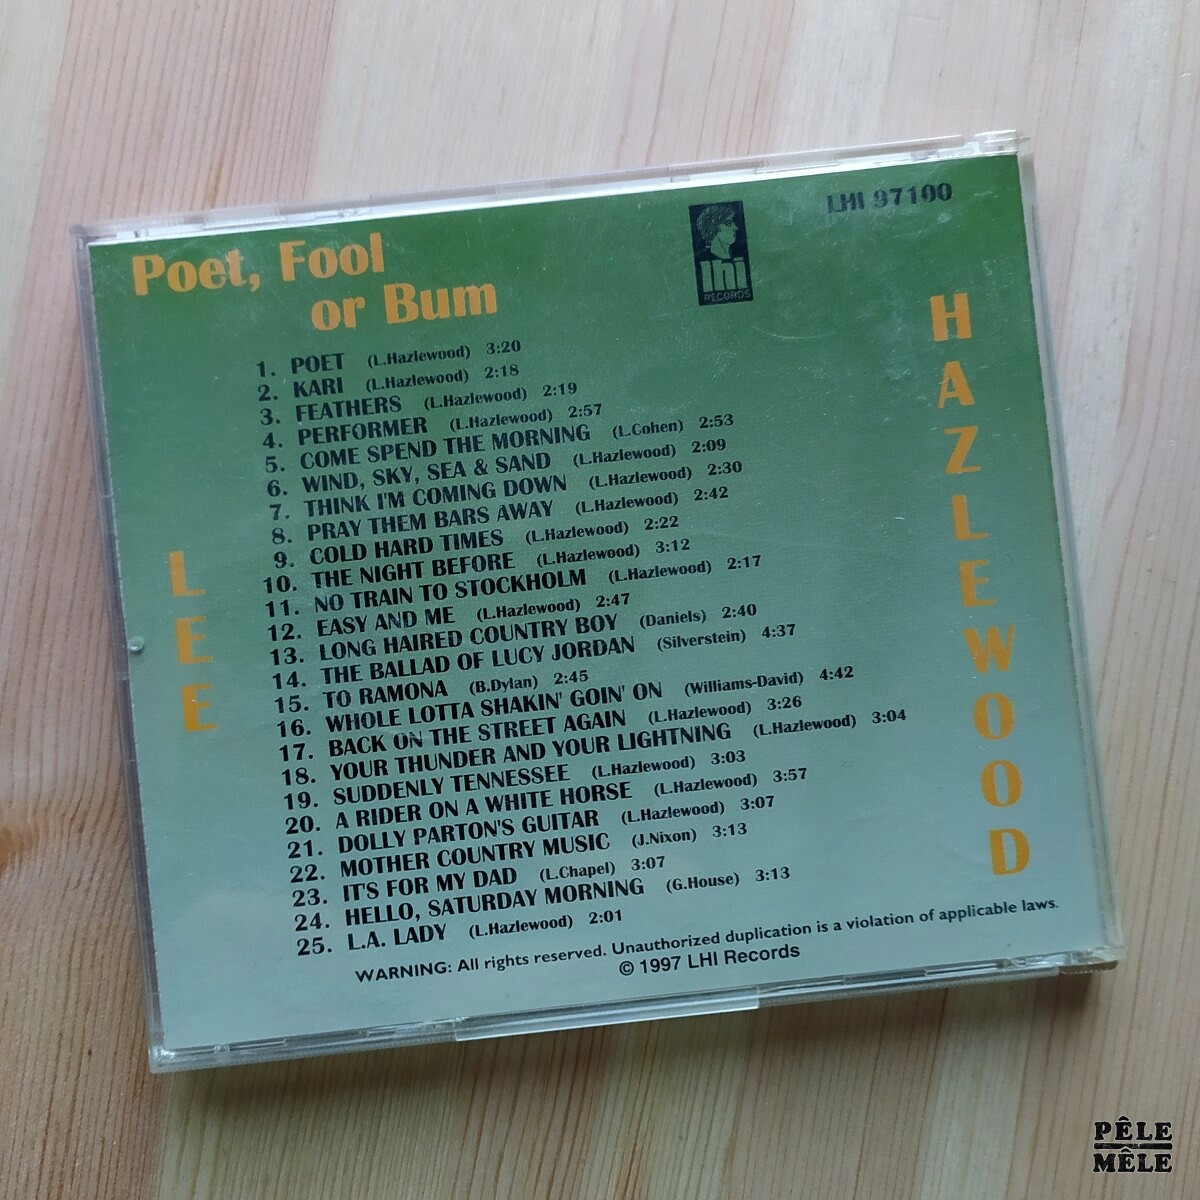 LHI 97100
lhi
RECORDS
Poet, Fool
or Bum
LEE
HAZLEWOOD
1. POET (L.Hazlewood) 3:20
2. KARI (L.Hazlewood) 2:18
3. FEATHERS (L.Hazlewood) 2:19
4. PERFORMER (L.Hazlewood) 2:57
5. COME SPEND THE MORNING (L.Cohen) 2:53
6. WIND, SKY, SEA & SAND (L.Hazlewood) 2:09
7. THINK I'M COMING DOWN (L.Hazlewood) 2:30
8. PRAY THEM BARS AWAY (L.Hazlewood) 2:42
9. COLD HARD TIMES (L.Hazlewood) 2:22
10. THE NIGHT BEFORE (L.Hazlewood) 3:12
11. NO TRAIN TO STOCKHOLM (L.Hazlewood) 2:17
12. EASY AND ME (L.Hazlewood) 2:47
13. LONG HAIRED COUNTRY BOY (Daniels) 2:40
14. THE BALLAD OF LUCY JORDAN (Silverstein) 4:37
15. TO RAMONA (B.Dylan) 2:45
16. WHOLE LOTTA SHAKIN' GOIN' ON (Williams-David) 4:42
17. BACK ON THE STREET AGAIN (L.Hazlewood) 3:26
18. YOUR THUNDER AND YOUR LIGHTNING (L.Hazlewood) 3:04
19. SUDDENLY TENNESSEE (L.Hazlewood) 3:03
20. A RIDER ON A WHITE HORSE (L.Hazlewood) 3:57
21. DOLLY PARTON'S GUITAR (L.Hazlewood) 3:07
22. MOTHER COUNTRY MUSIC (J.Nixon) 3:13
23. IT'S FOR MY DAD (L.Chapel) 3:07
24. HELLO, SATURDAY MORNING (G.House) 3:13
25. L.A. LADY (L.Hazlewood) 2:01
WARNING: All rights reserved. Unauthorized duplication is a violation of applicable laws.
© 1997 LHI Records
PÊLE
MÊLE